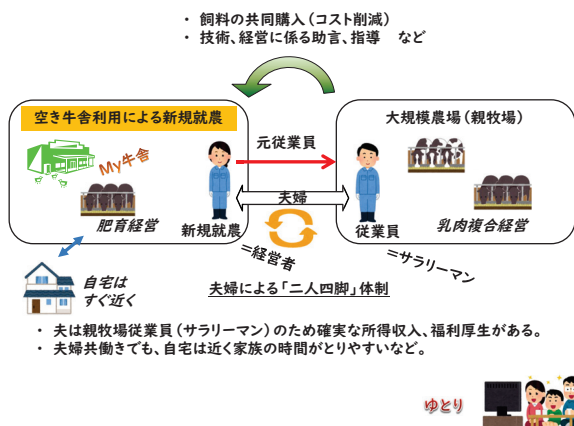 ・ 飼料の共同購入（コスト削減）
・ 技術、経営に係る助言、指導　など
空き牛舎利用による新規就農
大規模農場（親牧場）
My牛舎
元従業員
肥育経営
新規就農
夫婦
従業員
乳肉複合経営
=経営者
=サラリーマン
自宅は
すぐ近く
夫婦による「二人四脚」体制
・ 夫は親牧場従業員（サラリーマン）のため確実な所得収入、福利厚生がある。
・ 夫婦共働きでも、自宅は近く家族の時間がとりやすいなど。
ゆとり